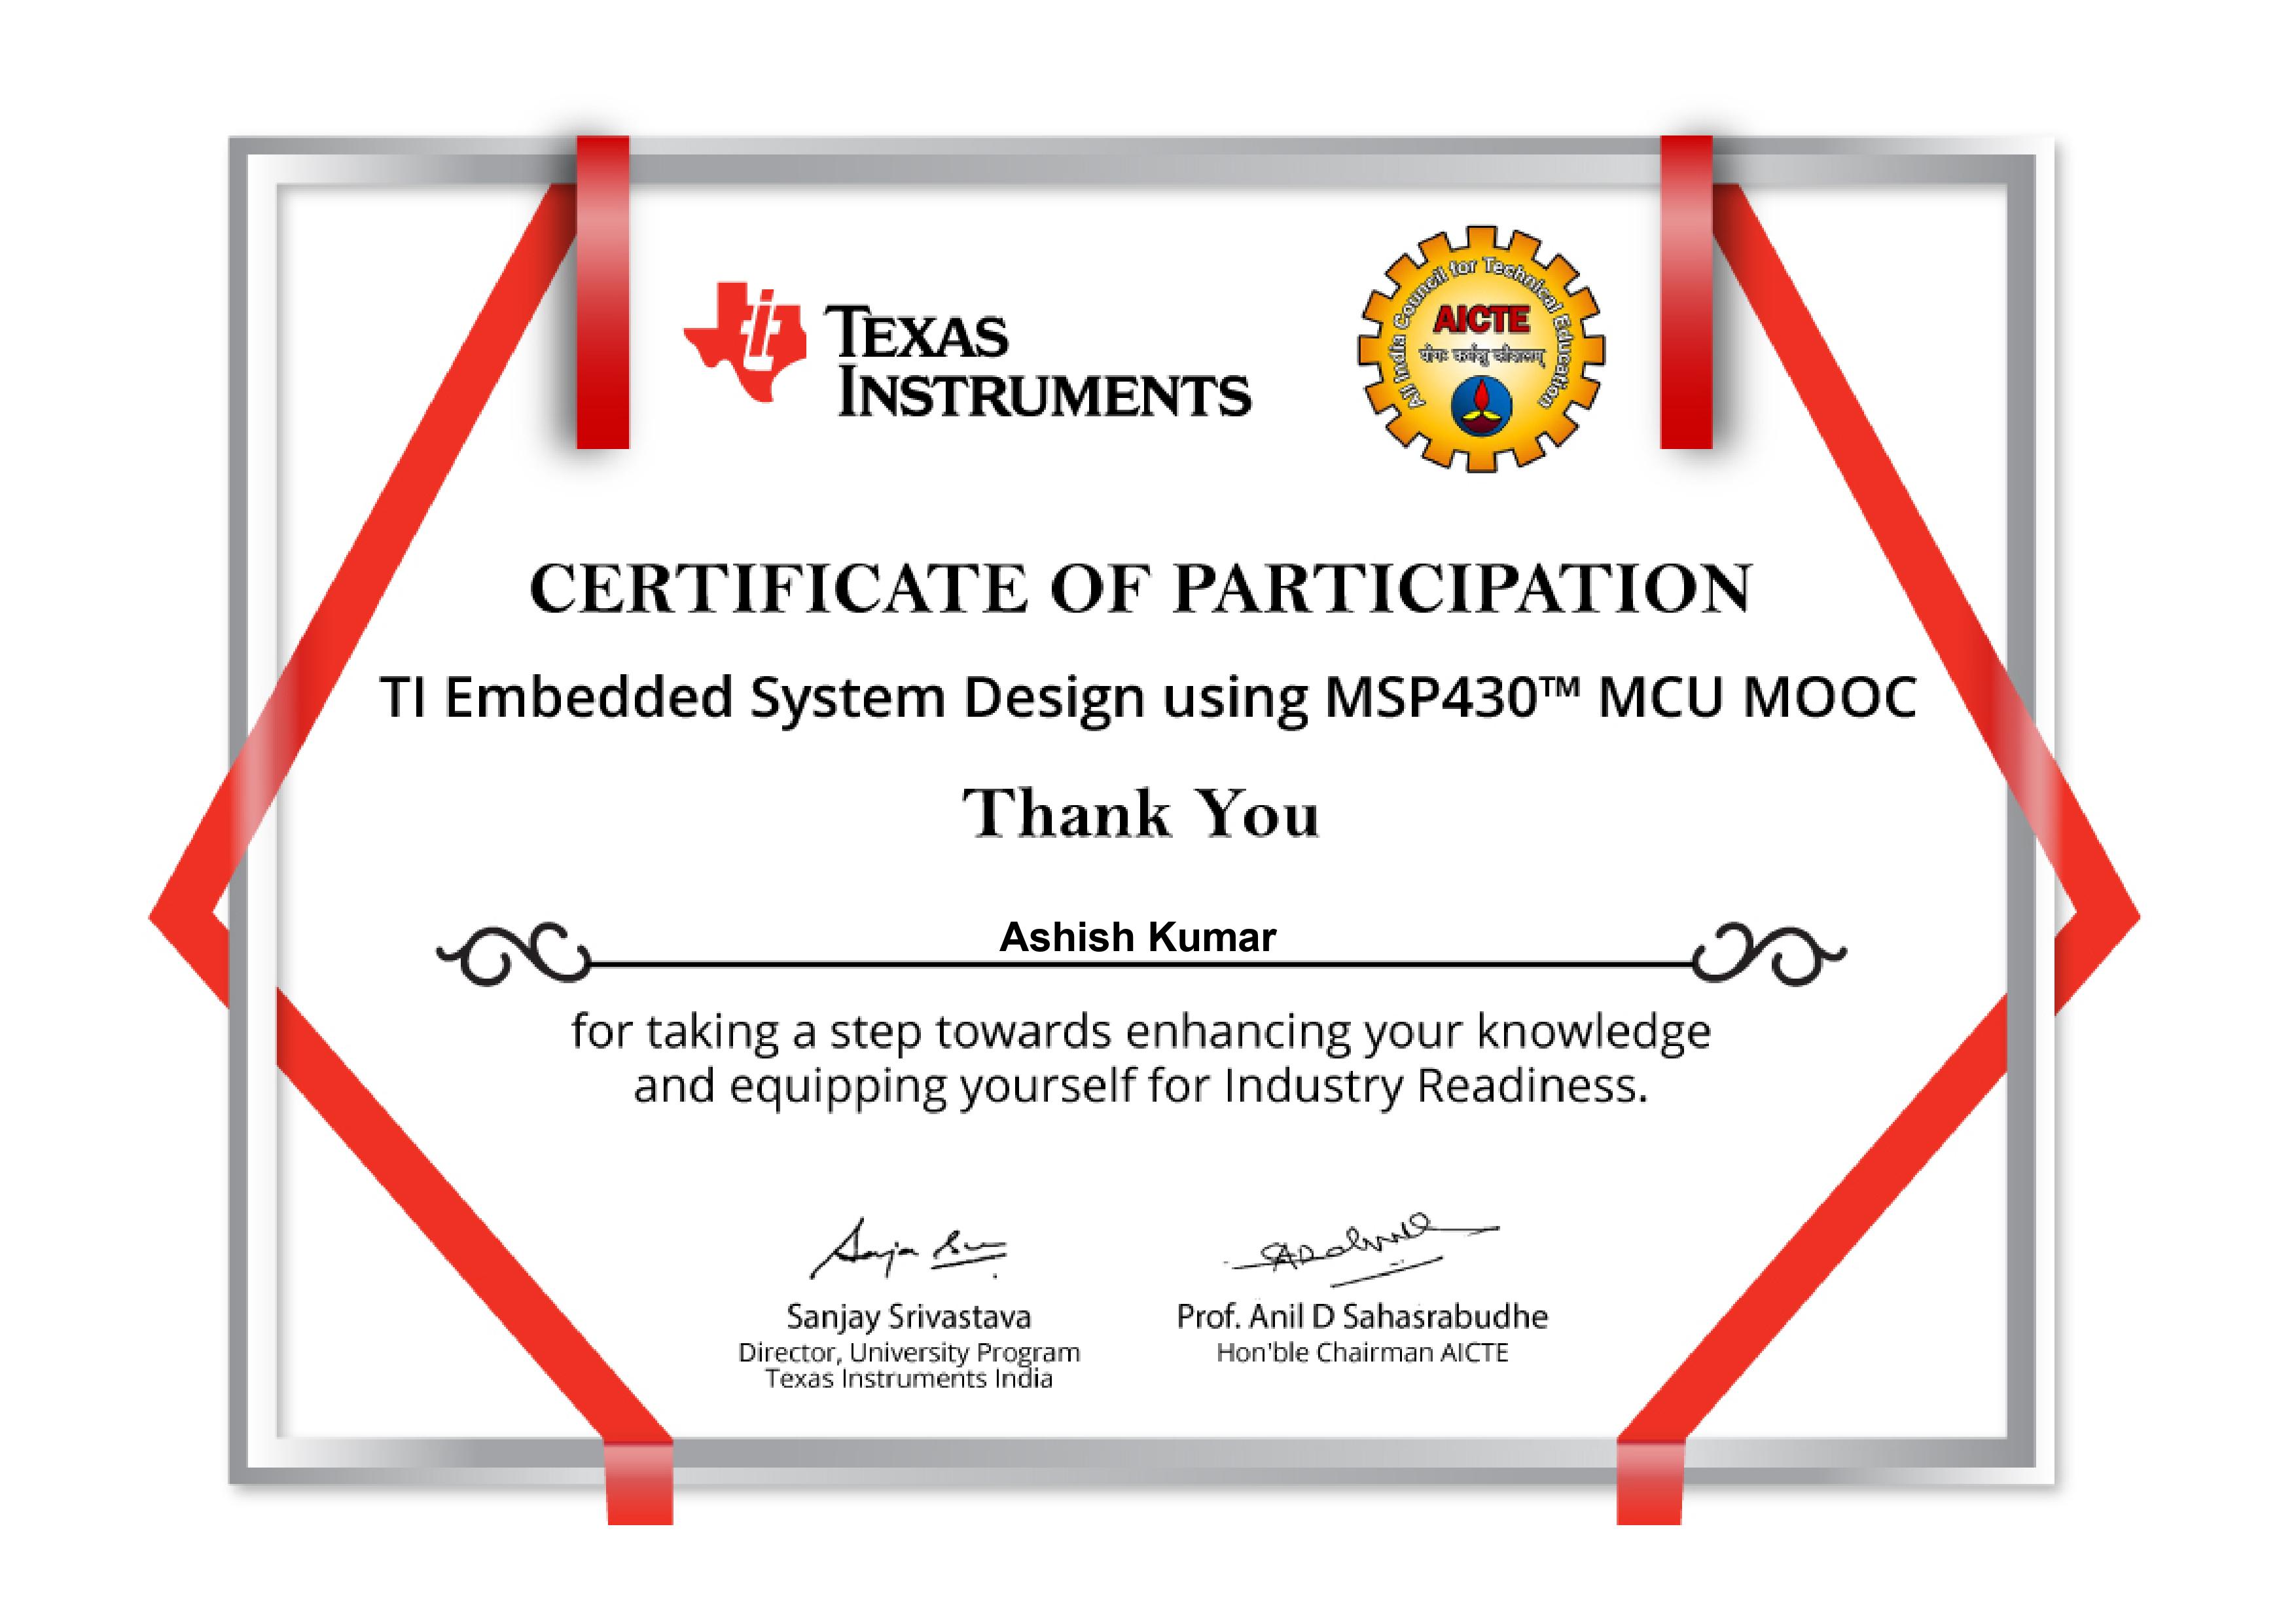 TEXAS
INSTRUMENTS
All India Council for Technical Education
AICTE
योगः कर्मसु कौशलम्
CERTIFICATE OF PARTICIPATION
TI Embedded System Design using MSP430™ MCU MOOC
Thank You
Ashish Kumar
for taking a step towards enhancing your knowledge
and equipping yourself for Industry Readiness.
Sanjay Srivastava
Director, University Program
Texas Instruments India
Prof. Anil D Sahasrabudhe
Hon'ble Chairman AICTE